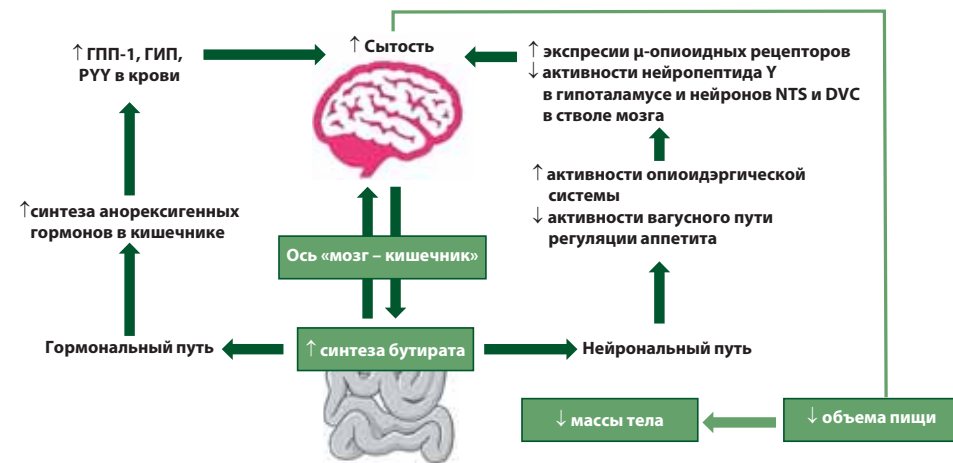 ↑ ГПП-1, ГИП,
PYY в крови
↑ Сытость
↑ экспресии μ-опиоидных рецепторов
↓ активности нейропептида Y
в гипоталамусе и нейронов NTS и DVC
в стволе мозга
↑ синтеза анорексигенных
гормонов в кишечнике
↑ активности опиоидэргической
системы
↓ активности вагусного пути
регуляции аппетита
Ось «мозг – кишечник»
Гормональный путь
↑ синтеза бутирата
Нейрональный путь
↓ массы тела
↓ объема пищи